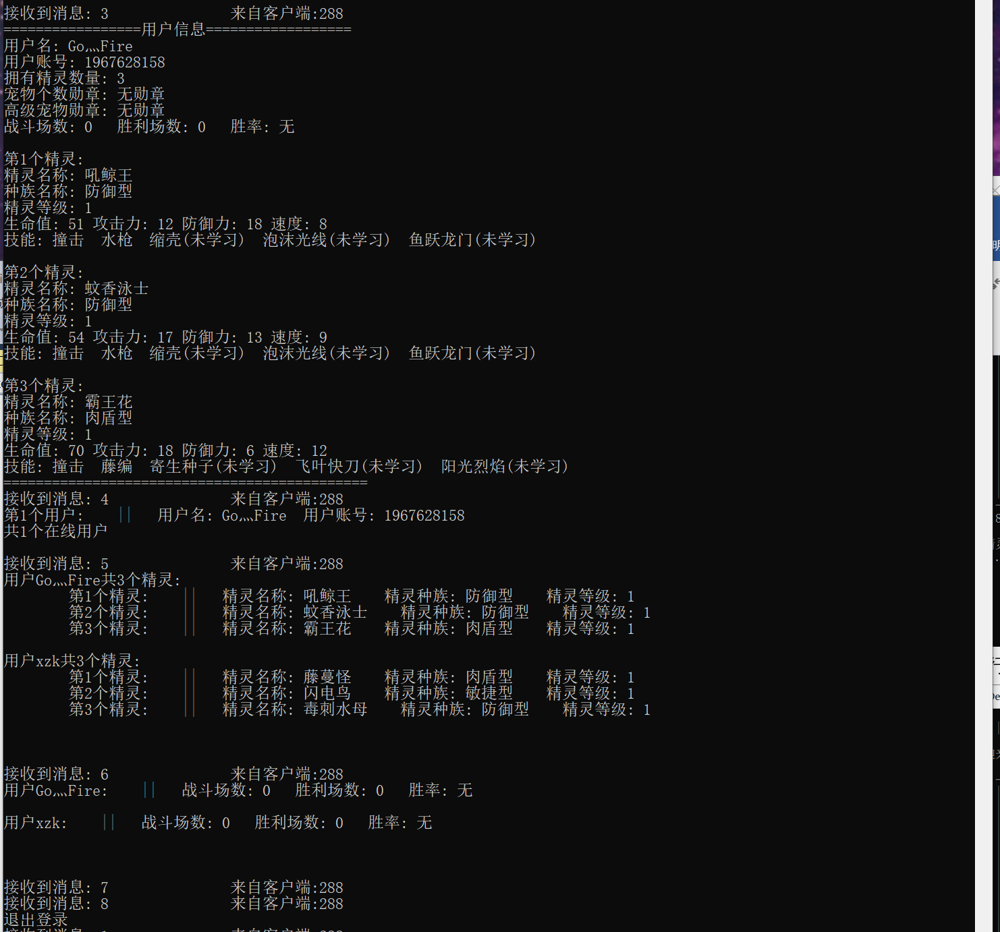 接收到消息: 3 来自客户端:288
=================用户信息==================
用户名: Go灬Fire
用户账号: 1967628158
拥有精灵数量: 3
宠物个数勋章: 无勋章
高级宠物勋章: 无勋章
战斗场数: 0 胜利场数: 0 胜率: 无
第1个精灵:
精灵名称: 吼鲸王
种族名称: 防御型
精灵等级: 1
生命值: 51 攻击力: 12 防御力: 18 速度: 8
技能: 撞击 水枪 缩壳(未学习) 泡沫光线(未学习) 鱼跃龙门(未学习)
第2个精灵:
精灵名称: 蚊香泳士
种族名称: 防御型
精灵等级: 1
生命值: 54 攻击力: 17 防御力: 13 速度: 9
技能: 撞击 水枪 缩壳(未学习) 泡沫光线(未学习) 鱼跃龙门(未学习)
第3个精灵:
精灵名称: 霸王花
种族名称: 肉盾型
精灵等级: 1
生命值: 70 攻击力: 18 防御力: 6 速度: 12
技能: 撞击 藤编 寄生种子(未学习) 飞叶快刀(未学习) 阳光烈焰(未学习)
=============================================
接收到消息: 4 来自客户端:288
第1个用户: || 用户名: Go灬Fire 用户账号: 1967628158
共1个在线用户
接收到消息: 5 来自客户端:288
用户Go灬Fire共3个精灵:
第1个精灵: || 精灵名称: 吼鲸王 精灵种族: 防御型 精灵等级: 1
第2个精灵: || 精灵名称: 蚊香泳士 精灵种族: 防御型 精灵等级: 1
第3个精灵: || 精灵名称: 霸王花 精灵种族: 肉盾型 精灵等级: 1
用户xzk共3个精灵:
第1个精灵: || 精灵名称: 藤蔓怪 精灵种族: 肉盾型 精灵等级: 1
第2个精灵: || 精灵名称: 闪电鸟 精灵种族: 敏捷型 精灵等级: 1
第3个精灵: || 精灵名称: 毒刺水母 精灵种族: 防御型 精灵等级: 1
接收到消息: 6 来自客户端:288
用户Go灬Fire: || 战斗场数: 0 胜利场数: 0 胜率: 无
用户xzk: || 战斗场数: 0 胜利场数: 0 胜率: 无
接收到消息: 7 来自客户端:288
接收到消息: 8 来自客户端:288
退出登录